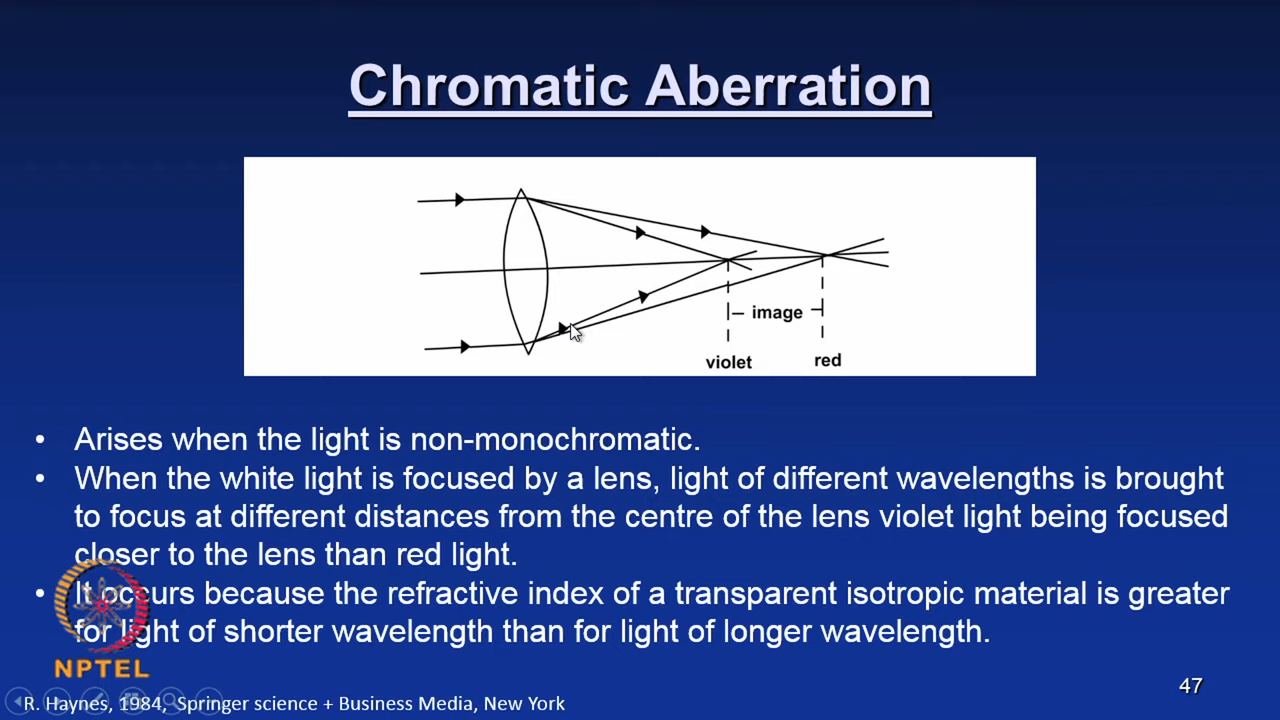 Chromatic Aberration
image
violet
red
• Arises when the light is non-monochromatic.
• When the white light is focused by a lens, light of different wavelengths is brought
to focus at different distances from the centre of the lens violet light being focused
closer to the lens than red light.
• It occurs because the refractive index of a transparent isotropic material is greater
for light of shorter wavelength than for light of longer wavelength.
NPTEL
47
R. Haynes, 1984, Springer science + Business Media, New York